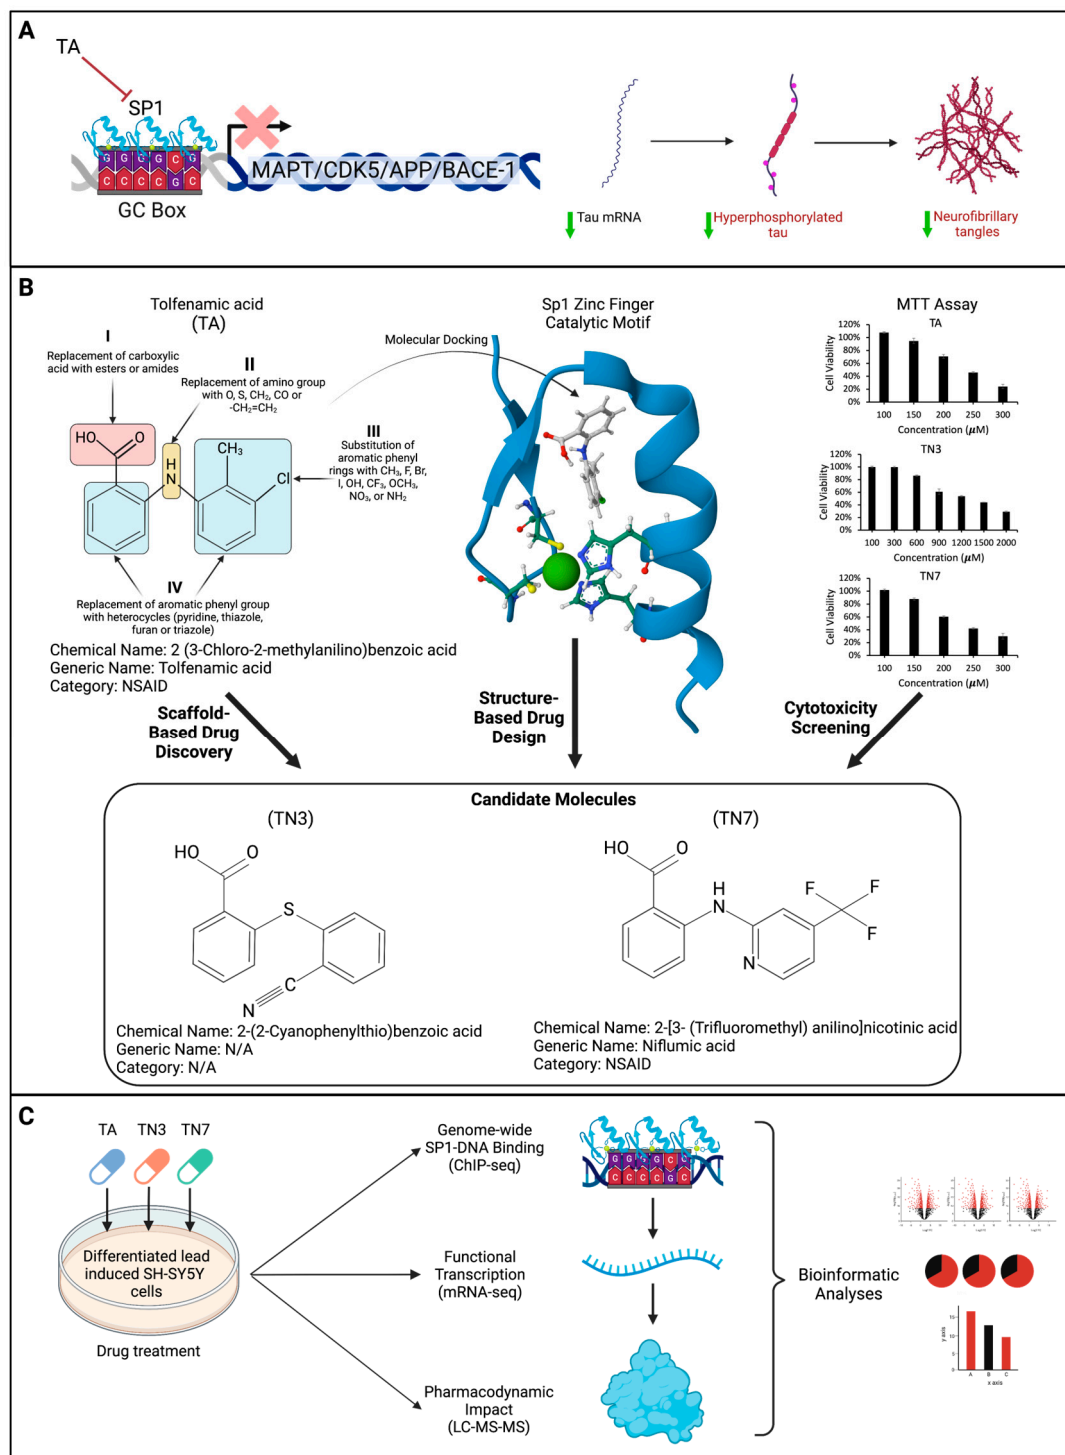 A
TA
SP1
G G G G C G
C C C C G C
GC Box
MAPT/CDK5/APP/BACE-1
Tau mRNA
Hyperphosphorylated
tau
Neurofibrillary
tangles
B
Tolfenamic acid
(TA)
I
Replacement of carboxylic
acid with esters or amides
II
Replacement of amino group
with O, S, CH2, CO or
-CH2=CH2
III
Substitution of
aromatic phenyl
rings with CH3, F, Br,
I, OH, CF3, OCH3,
NO3, or NH2
HO
O
H
N
CH3
Cl
IV
Replacement of aromatic phenyl group
with heterocycles (pyridine, thiazole,
furan or triazole)
Chemical Name: 2 (3-Chloro-2-methylanilino)benzoic acid
Generic Name: Tolfenamic acid
Category: NSAID
Molecular Docking
Sp1 Zinc Finger
Catalytic Motif
MTT Assay
TA
Cell Viability
120%
100%
80%
60%
40%
20%
0%
100 150 200 250 300
Concentration (μM)
TN3
Cell Viability
120%
100%
80%
60%
40%
20%
0%
100 300 600 900 1200 1500 2000
Concentration (μM)
TN7
Cell Viability
120%
100%
80%
60%
40%
20%
0%
100 150 200 250 300
Concentration (μM)
Scaffold-
Based Drug
Discovery
Structure-
Based Drug
Design
Cytotoxicity
Screening
Candidate Molecules
(TN3)
HO
O
S
C
N
Chemical Name: 2-(2-Cyanophenylthio)benzoic acid
Generic Name: N/A
Category: N/A
(TN7)
HO
O
H
N
N
F
F
F
Chemical Name: 2-[3- (Trifluoromethyl) anilino]nicotinic acid
Generic Name: Niflumic acid
Category: NSAID
C
TA TN3 TN7
Differentiated lead
induced SH-SY5Y
cells
Drug treatment
Genome-wide
SP1-DNA Binding
(ChIP-seq)
Functional
Transcription
(mRNA-seq)
Pharmacodynamic
Impact
(LC-MS-MS)
C C C C G C
Bioinformatic
Analyses
y axis
15
10
5
0
A B C
x axis